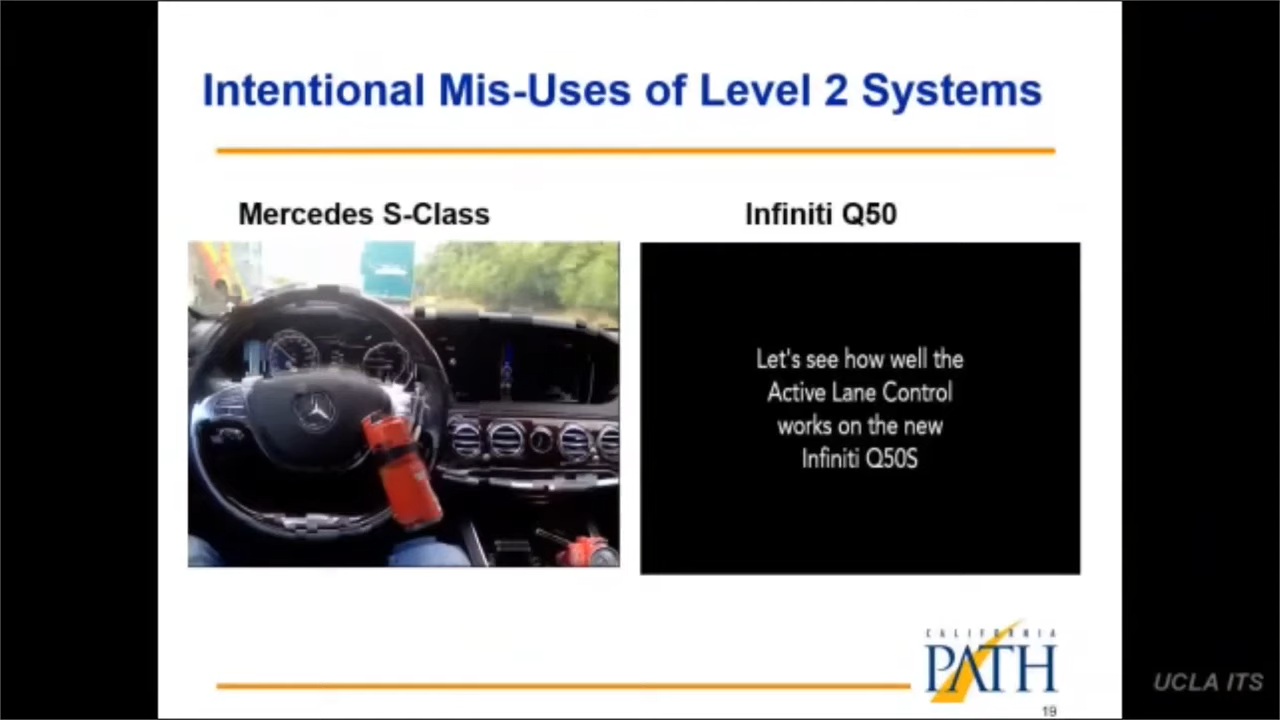 Intentional Mis-Uses of Level 2 Systems
Mercedes S-Class
Infiniti Q50
Let's see how well the
Active Lane Control
works on the new
Infiniti Q50S
CALIFORNIA
PATH
19
UCLA ITS